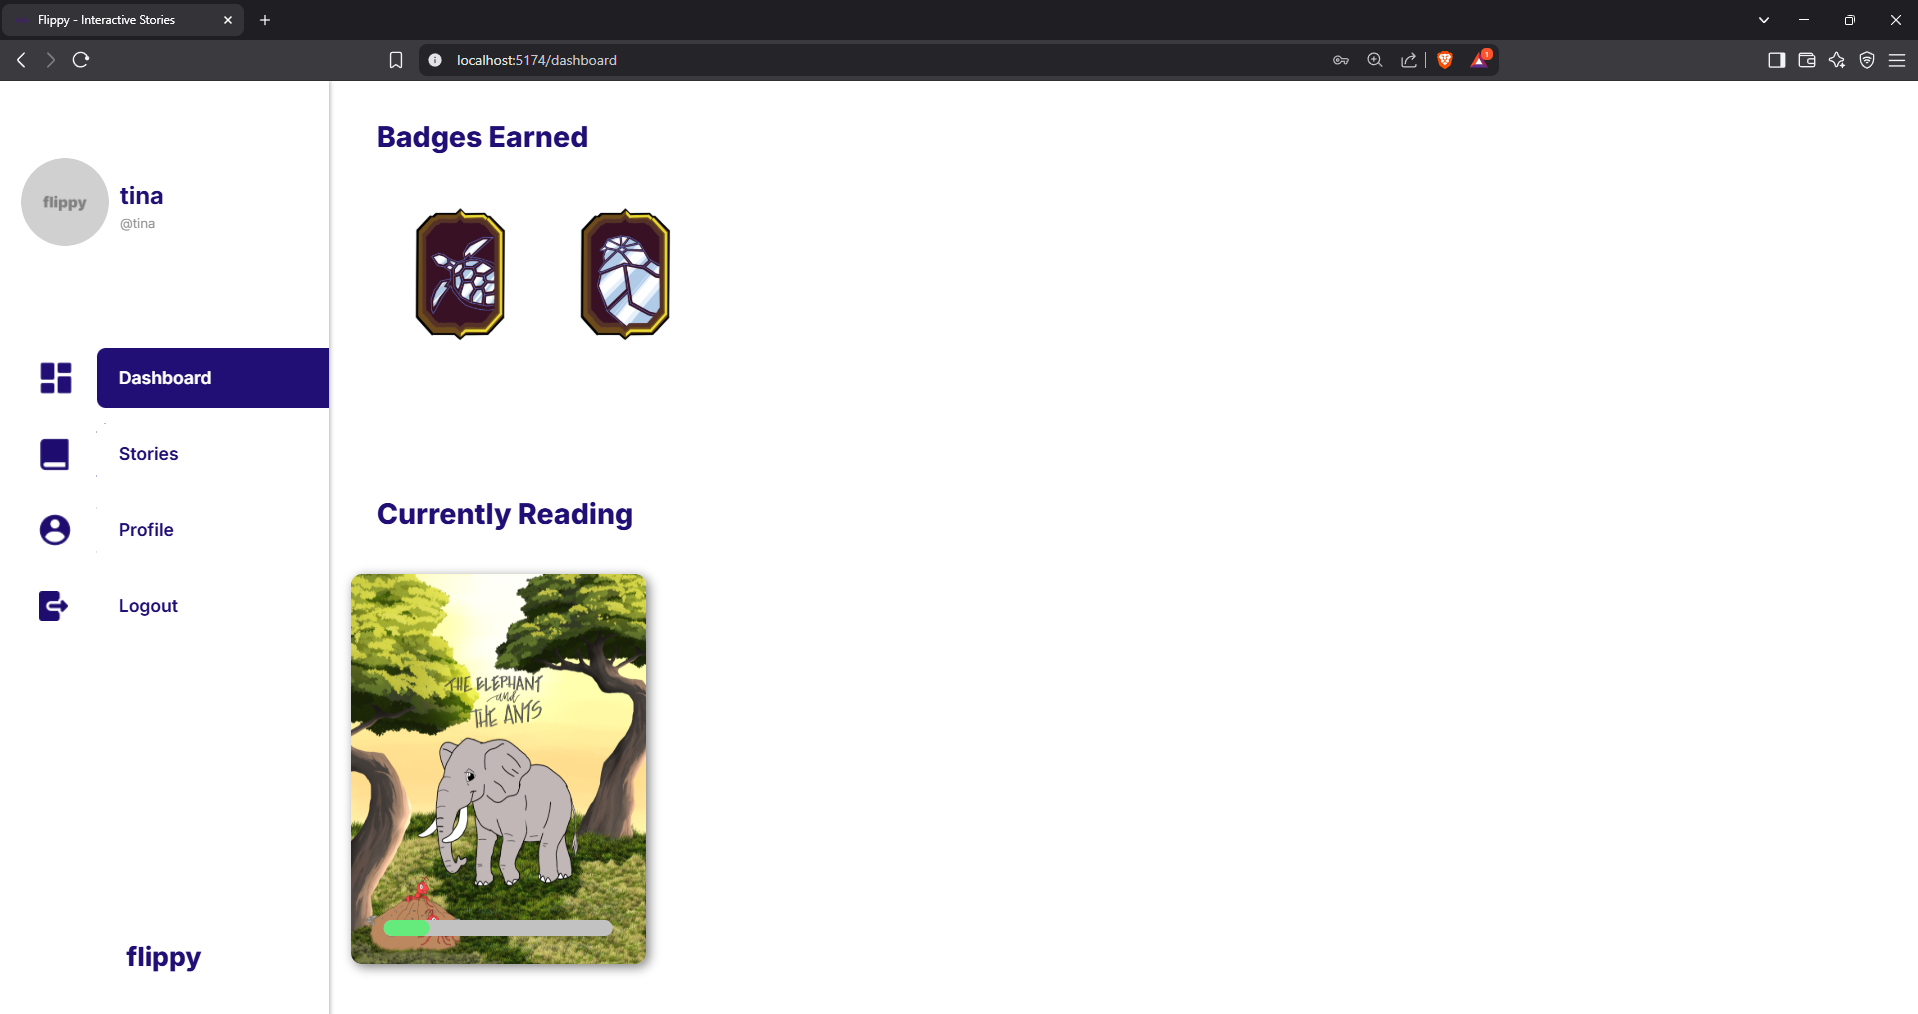 Flippy - Interactive Stories
localhost:5174/dashboard
1
flippy
tina
@tina
Dashboard
Stories
Profile
Logout
flippy
Badges Earned
Currently Reading
THE ELEPHANT
and
THE ANTS